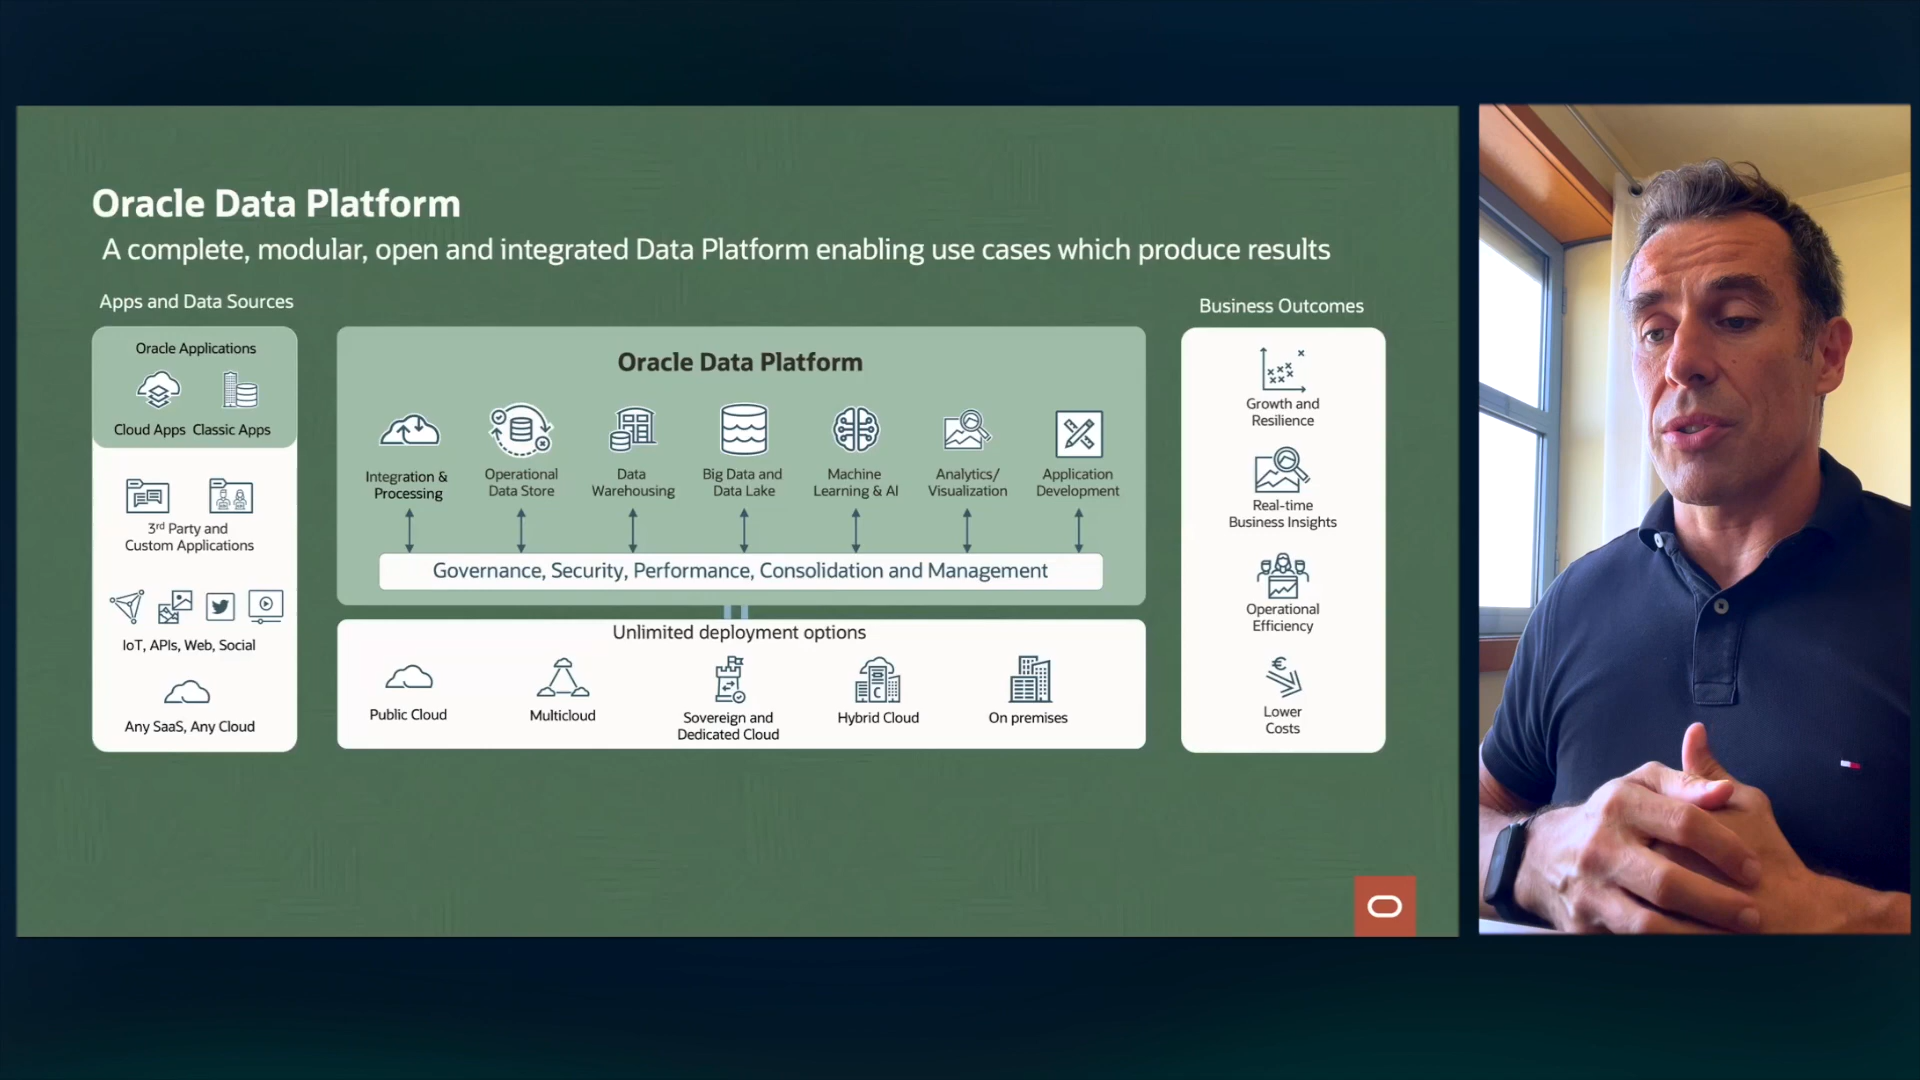 Oracle Data Platform
A complete, modular, open and integrated Data Platform enabling use cases which produce results
Apps and Data Sources
Oracle Applications
Cloud Apps
Classic Apps
3rd Party and
Custom Applications
IoT, APIs, Web, Social
Any SaaS, Any Cloud
Oracle Data Platform
Integration &
Processing
Operational
Data Store
Data
Warehousing
Big Data and
Data Lake
Machine
Learning & AI
Analytics/
Visualization
Application
Development
Governance, Security, Performance, Consolidation and Management
Unlimited deployment options
Public Cloud
Multicloud
Sovereign and
Dedicated Cloud
C
Hybrid Cloud
On premises
Business Outcomes
Growth and
Resilience
Real-time
Business Insights
Operational
Efficiency
€
Lower
Costs